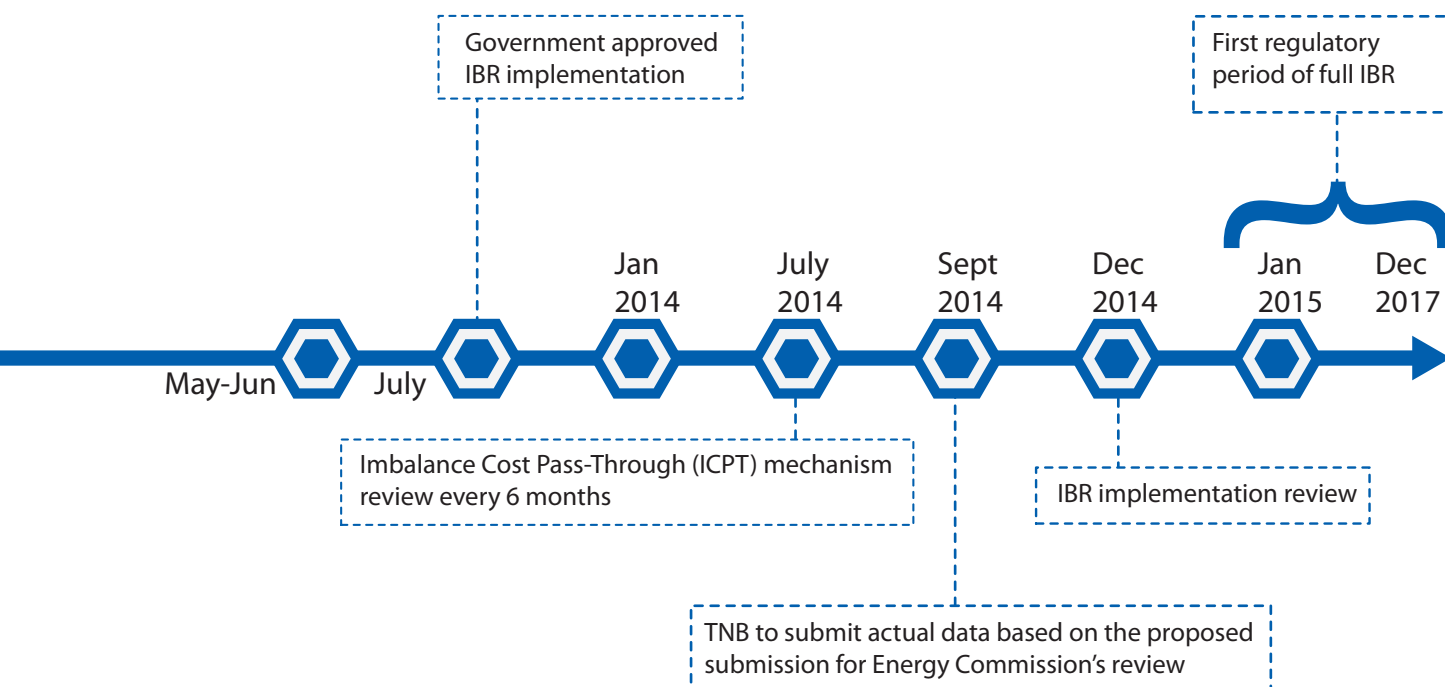 Government approved
IBR implementation
First regulatory
period of full IBR
Jan
2014
July
2014
Sept
2014
Dec
2014
Jan
2015
Dec
2017
May-Jun
July
Imbalance Cost Pass-Through (ICPT) mechanism
review every 6 months
IBR implementation review
TNB to submit actual data based on the proposed
submission for Energy Commission’s review